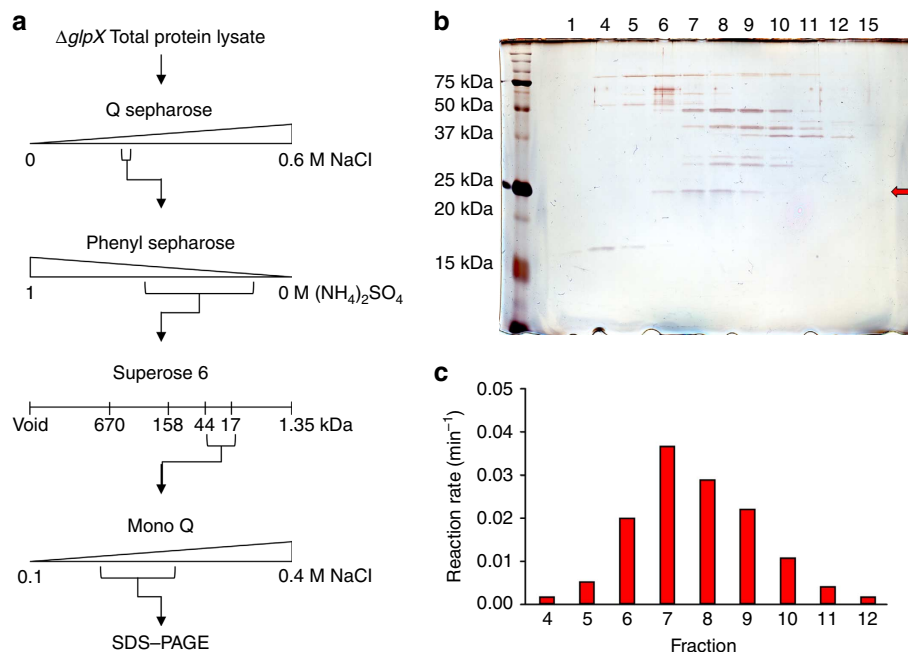 a
ΔglpX Total protein lysate
Q sepharose
0 0.6 M NaCl
Phenyl sepharose
1 0 M (NH₄)₂SO₄
Superose 6
Void 670 158 44 17 1.35 kDa
Mono Q
0.1 0.4 M NaCl
SDS–PAGE
b
1 4 5 6 7 8 9 10 11 12 15
75 kDa
50 kDa
37 kDa
25 kDa
20 kDa
15 kDa
c
Reaction rate (min⁻¹)
0.05
0.04
0.03
0.02
0.01
0.00
4 5 6 7 8 9 10 11 12
Fraction